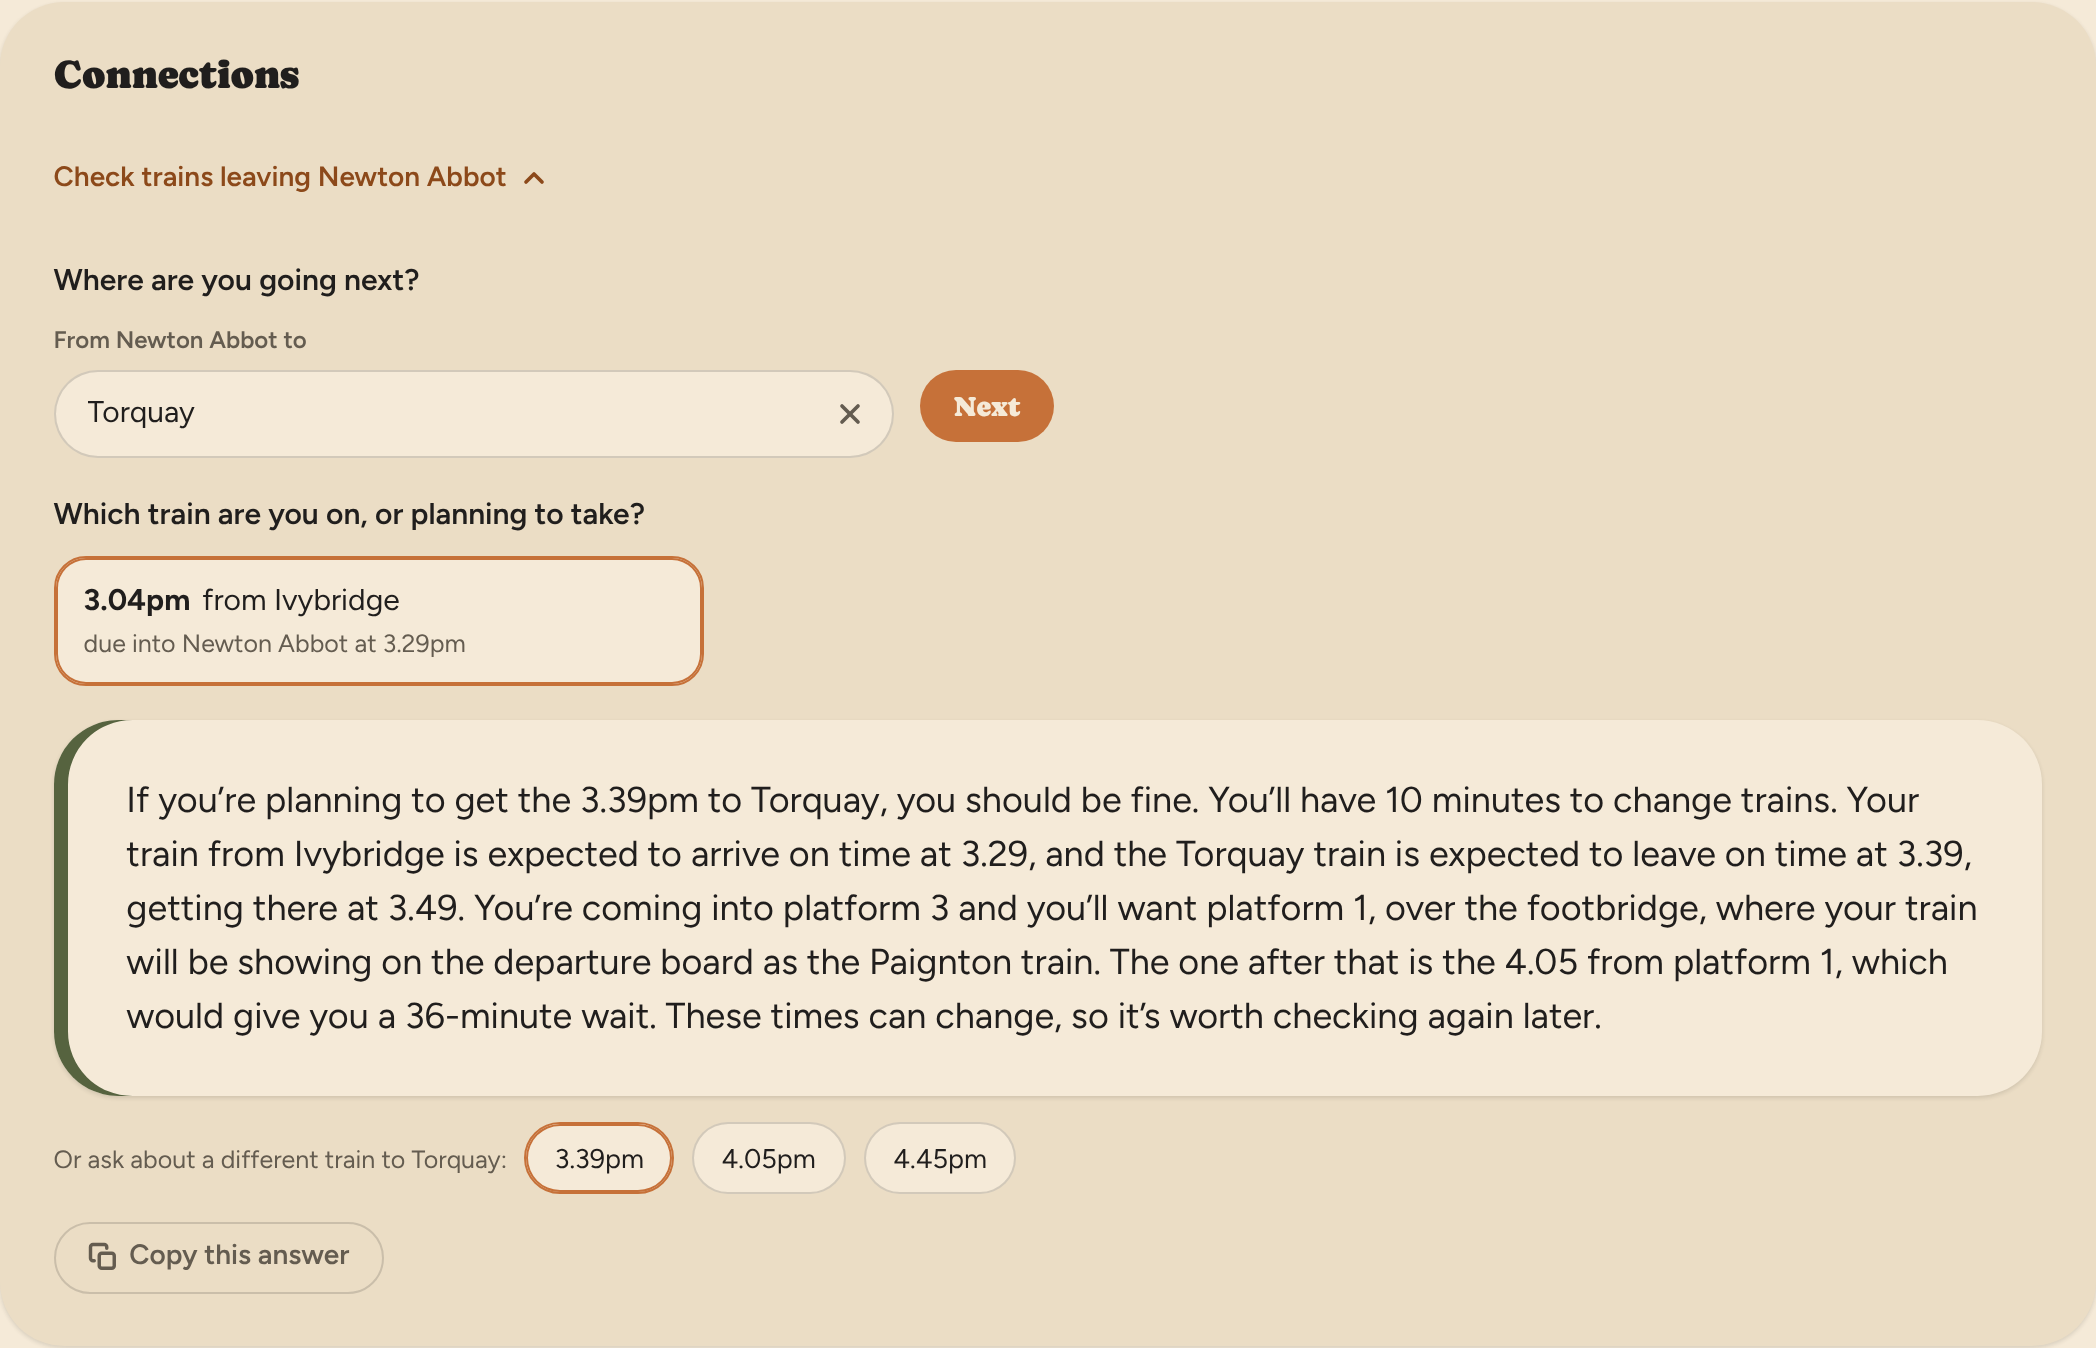 Connections
Check trains leaving Newton Abbot
Where are you going next?
From Newton Abbot to
Torquay
Next
Which train are you on, or planning to take?
3.04pm from Ivybridge
due into Newton Abbot at 3.29pm
If you’re planning to get the 3.39pm to Torquay, you should be fine. You’ll have 10 minutes to change trains. Your
train from Ivybridge is expected to arrive on time at 3.29, and the Torquay train is expected to leave on time at 3.39,
getting there at 3.49. You’re coming into platform 3 and you’ll want platform 1, over the footbridge, where your train
will be showing on the departure board as the Paignton train. The one after that is the 4.05 from platform 1, which
would give you a 36-minute wait. These times can change, so it’s worth checking again later.
Or ask about a different train to Torquay: 3.39pm 4.05pm 4.45pm
Copy this answer